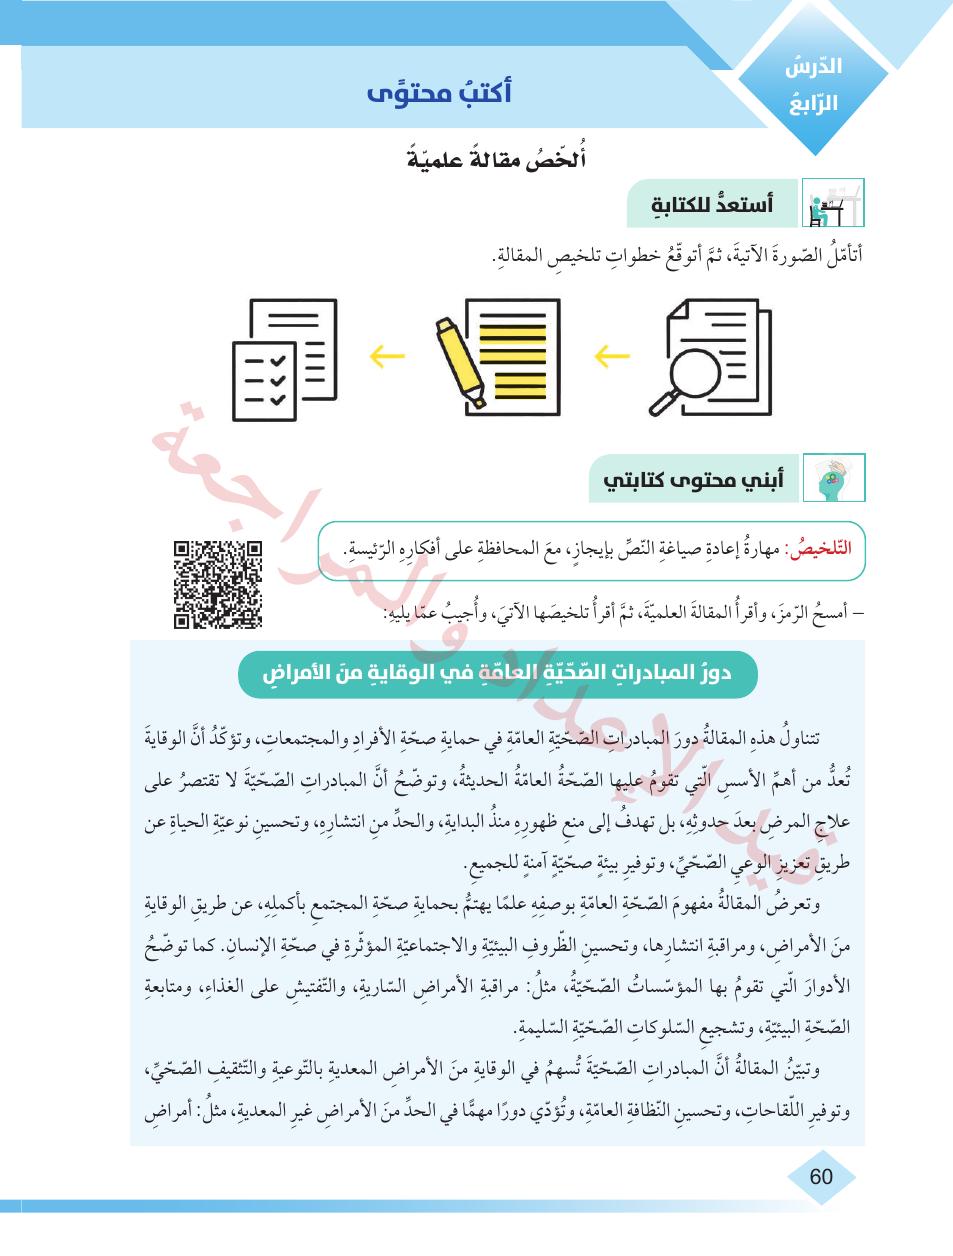 الدّرسُ
الرّابعُ
أكتبُ محتوًى
أُلخّصُ مقالةً علميّةً
أستعدُّ للكتابةِ
أتأمّلُ الصّورةَ الآتيةَ، ثمَّ أتوقّعُ خطواتِ تلخيصِ المقالةِ.
أبني محتوى كتابتي
التّلخيصُ: مهارةُ إعادةِ صياغةِ النّصِّ بإيجازٍ، معَ المحافظةِ على أفكارِهِ الرّئيسةِ.
– أمسحُ الرّمزَ، وأقرأُ المقالةَ العلميّةَ، ثمَّ أقرأُ تلخيصَها الآتيَ، وأُجيبُ عمّا يليهِ:
دورُ المبادراتِ الصّحّيّةِ العامّةِ في الوقايةِ منَ الأمراضِ
تتناولُ هذهِ المقالةُ دورَ المبادراتِ الصّحّيّةِ العامّةِ في حمايةِ صحّةِ الأفرادِ والمجتمعاتِ، وتؤكّدُ أنَّ الوقايةَ
تُعدُّ من أهمِّ الأسسِ الّتي تقومُ عليها الصّحّةُ العامّةُ الحديثةُ، وتوضّحُ أنَّ المبادراتِ الصّحّيّةَ لا تقتصرُ على
علاجِ المرضِ بعدَ حدوثِهِ، بل تهدفُ إلى منعِ ظهورِهِ منذُ البدايةِ، والحدِّ منِ انتشارِهِ، وتحسينِ نوعيّةِ الحياةِ عن
طريقِ تعزيزِ الوعيِ الصّحّيِّ، وتوفيرِ بيئةٍ صحّيّةٍ آمنةٍ للجميعِ.
وتعرضُ المقالةُ مفهومَ الصّحّةِ العامّةِ بوصفِهِ علمًا يهتمُّ بحمايةِ صحّةِ المجتمعِ بأكملِهِ، عن طريقِ الوقايةِ
منَ الأمراضِ، ومراقبةِ انتشارِها، وتحسينِ الظّروفِ البيئيّةِ والاجتماعيّةِ المؤثّرةِ في صحّةِ الإنسانِ. كما توضّحُ
الأدوارَ الّتي تقومُ بها المؤسّساتُ الصّحّيّةُ، مثلُ: مراقبةِ الأمراضِ السّاريةِ، والتّفتيشِ على الغذاءِ، ومتابعةِ
الصّحّةِ البيئيّةِ، وتشجيعِ السّلوكاتِ الصّحّيّةِ السّليمةِ.
وتبيّنُ المقالةُ أنَّ المبادراتِ الصّحّيّةَ تُسهمُ في الوقايةِ منَ الأمراضِ المعديةِ بالتّوعيةِ والتّثقيفِ الصّحّيِّ،
وتوفيرِ اللّقاحاتِ، وتحسينِ النّظافةِ العامّةِ، وتُؤدّي دورًا مهمًّا في الحدِّ منَ الأمراضِ غيرِ المعديةِ، مثلُ: أمراضِ
قيد الإعداد والمراجعة
60